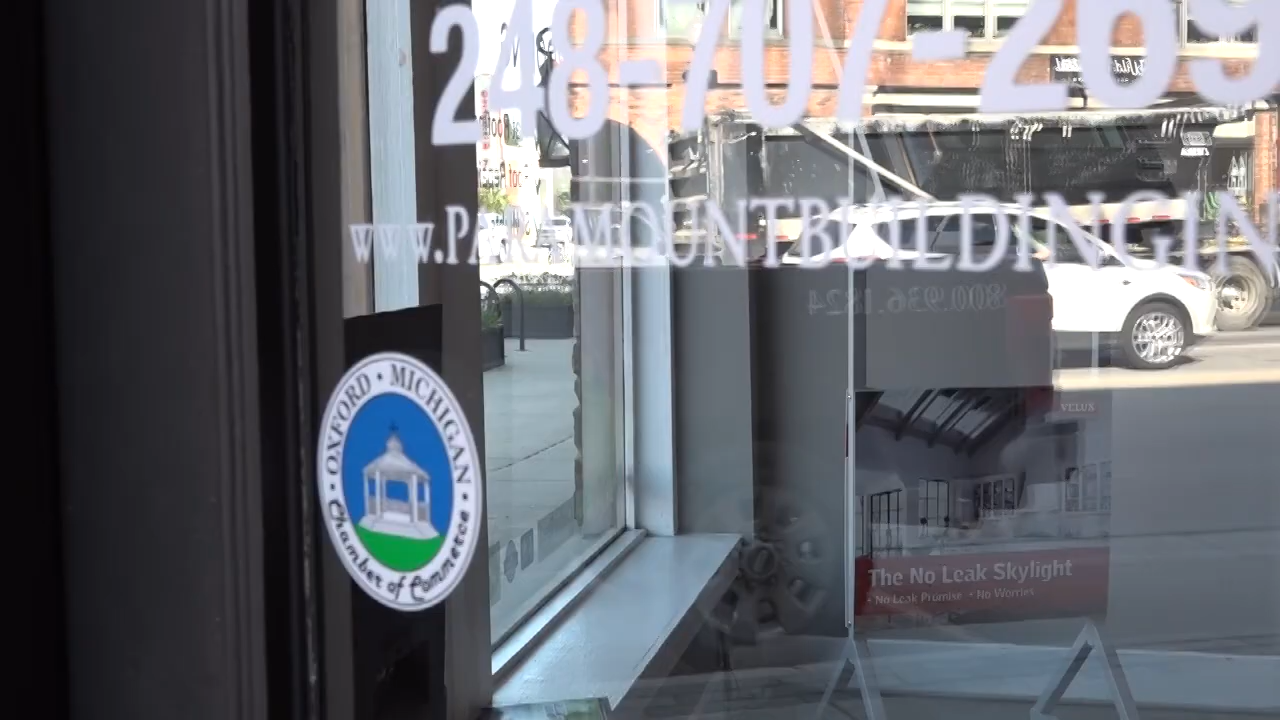 248-707-269
WWW.PARAMOUNTBUILDINGIN
800.936.1824
OXFORD • MICHIGAN
Chamber of Commerce
VELUX
The No Leak Skylight
• No Leak Promise • No Worries